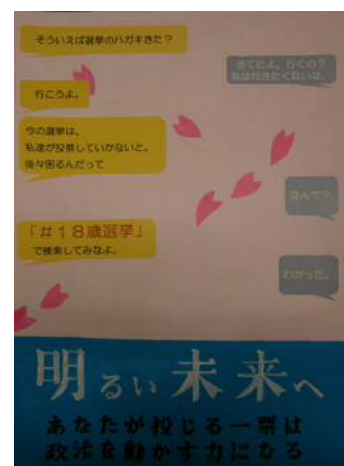 そういえば選挙のハガキきた？
きてたよ。行くの？
私は行きたくないな。
行こうよ。
今の選挙は、
私達が投票していかないと。
後々困るんだって
なんで？
「＃１８歳選挙」
で検索してみなよ。
わかった。
明るい未来へ
あなたが投じる一票は
政治を動かす力になる